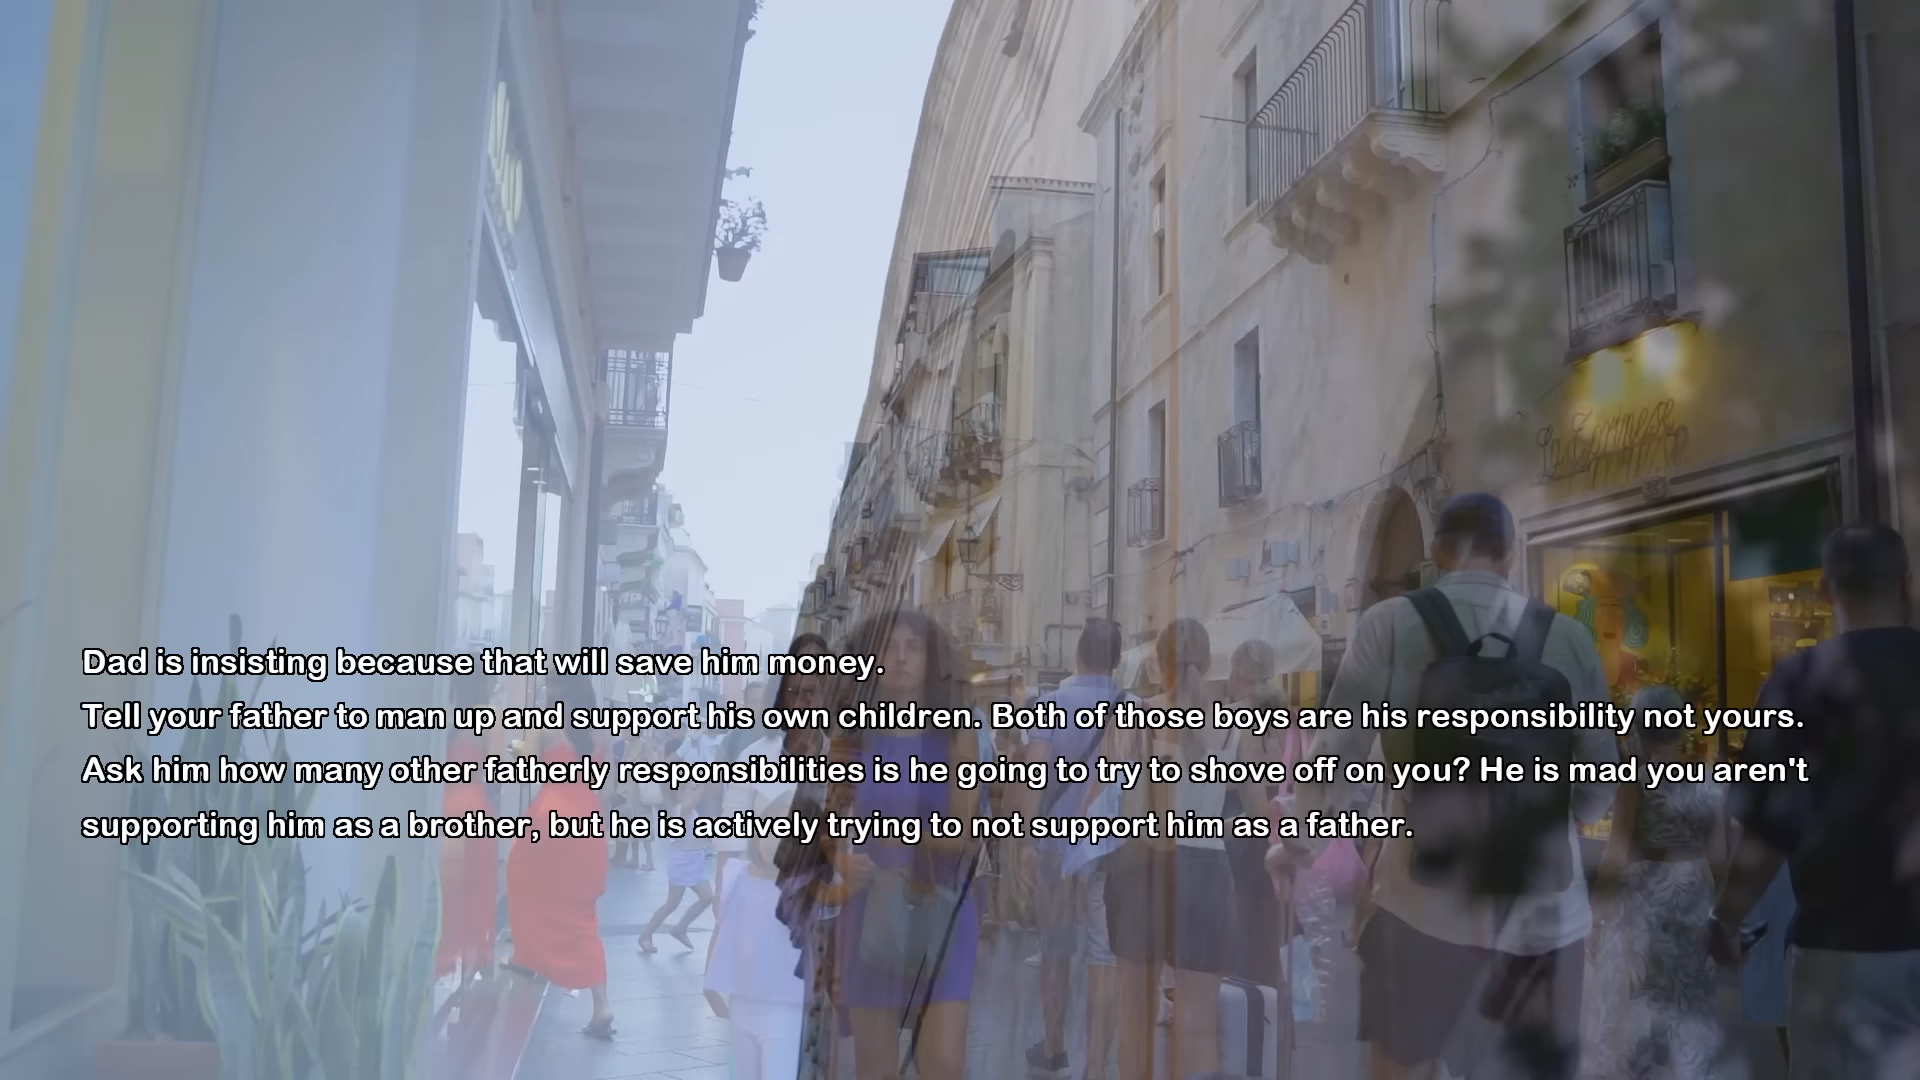 Dad is insisting because that will save him money.
Tell your father to man up and support his own children. Both of those boys are his responsibility not yours.
Ask him how many other fatherly responsibilities is he going to try to shove off on you? He is mad you aren't
supporting him as a brother, but he is actively trying to not support him as a father.